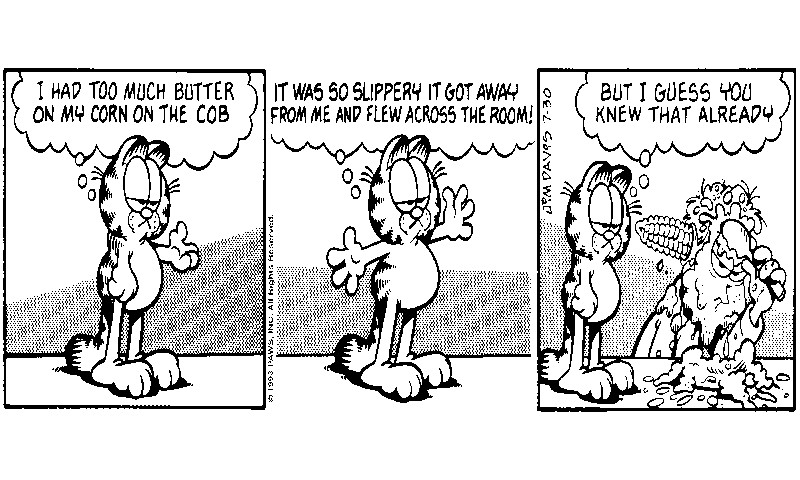 I HAD TOO MUCH BUTTER
ON MY CORN ON THE COB
© 1993 PAWS, INC. All Rights Reserved.
IT WAS SO SLIPPERY IT GOT AWAY
FROM ME AND FLEW ACROSS THE ROOM!
BUT I GUESS YOU
KNEW THAT ALREADY
JIM DAVIS 7-30